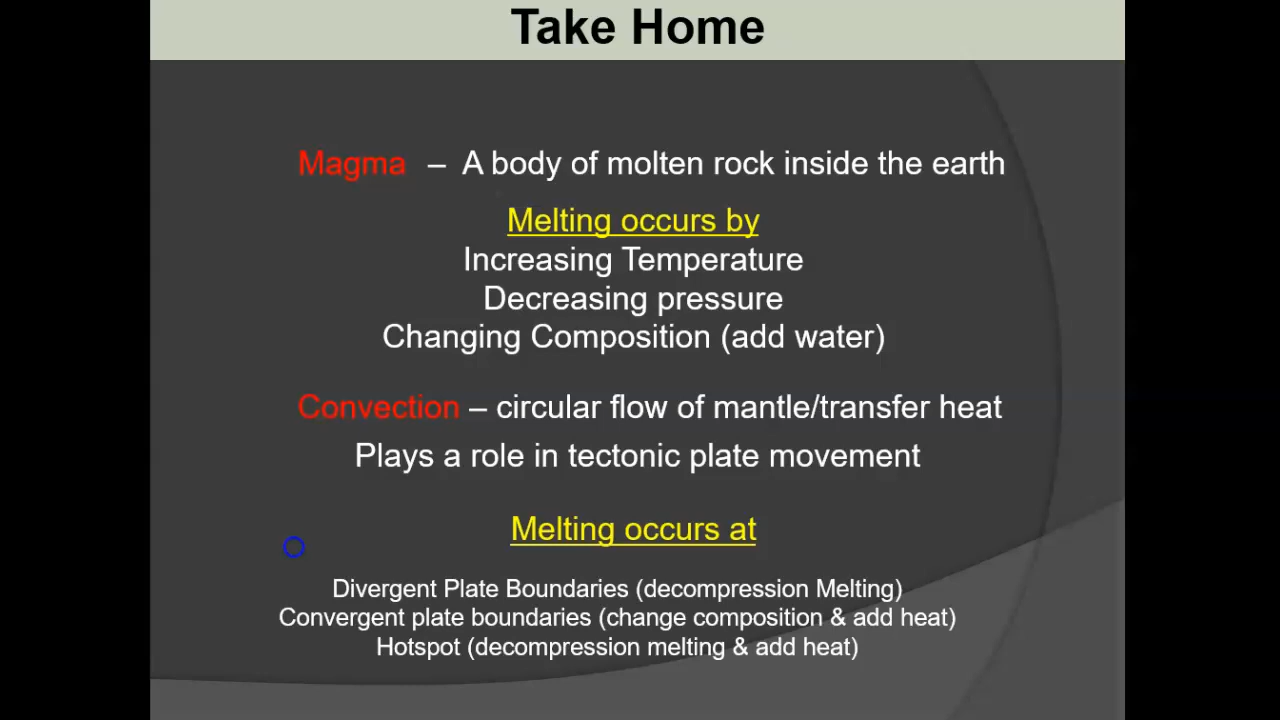 Take Home
Magma – A body of molten rock inside the earth
Melting occurs by
Increasing Temperature
Decreasing pressure
Changing Composition (add water)
Convection – circular flow of mantle/transfer heat
Plays a role in tectonic plate movement
Melting occurs at
Divergent Plate Boundaries (decompression Melting)
Convergent plate boundaries (change composition & add heat)
Hotspot (decompression melting & add heat)